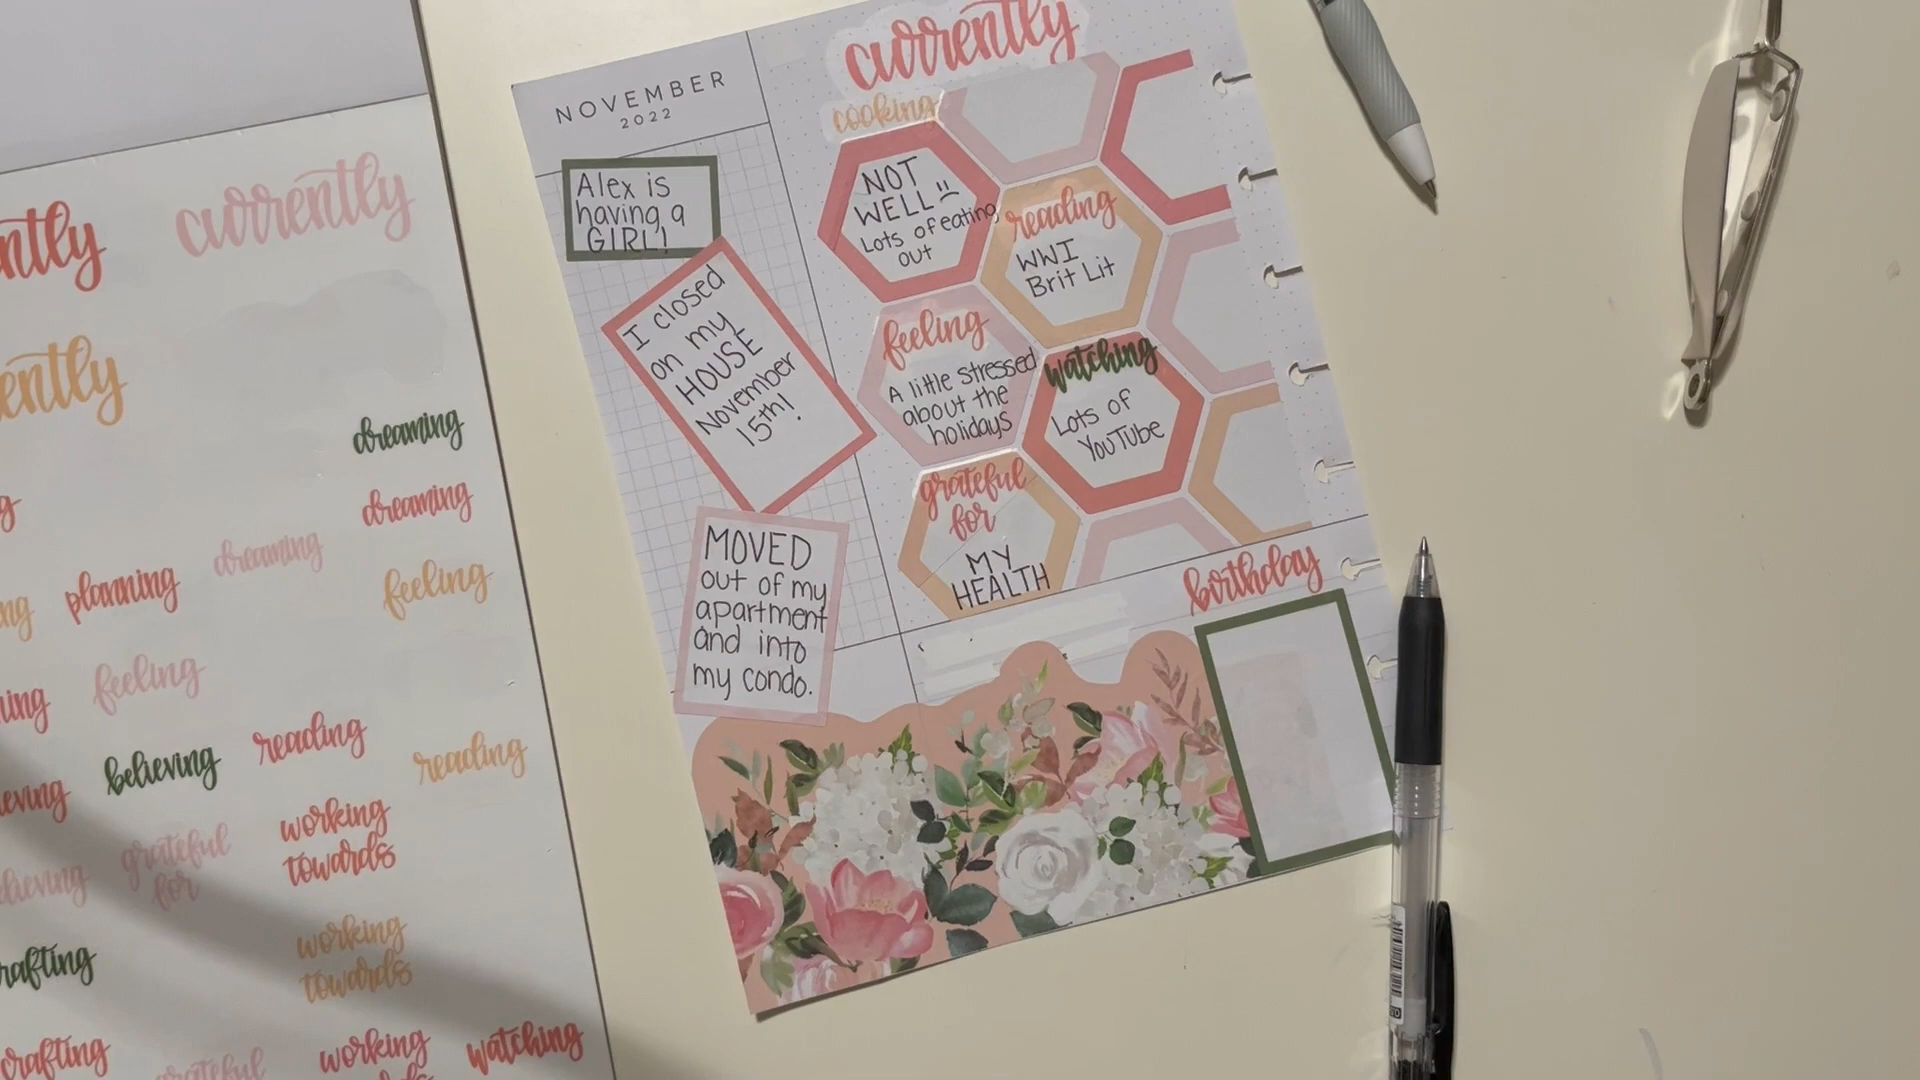 NOVEMBER
2022
Alex is
having a
GIRL!
I closed
on my
HOUSE
November
15th!
MOVED
out of my
apartment
and into
my condo.
currently
cooking
NOT
WELL
Lots of eating
out
reading
WWI
Brit Lit
feeling
A little stressed
about the
holidays
watching
Lots of
YouTube
grateful
for
MY
HEALTH
birthday
currently
dreaming
dreaming
dreaming
planning
feeling
feeling
believing
reading
reading
grateful
for
working
towards
working
towards
crafting
grateful
working
watching